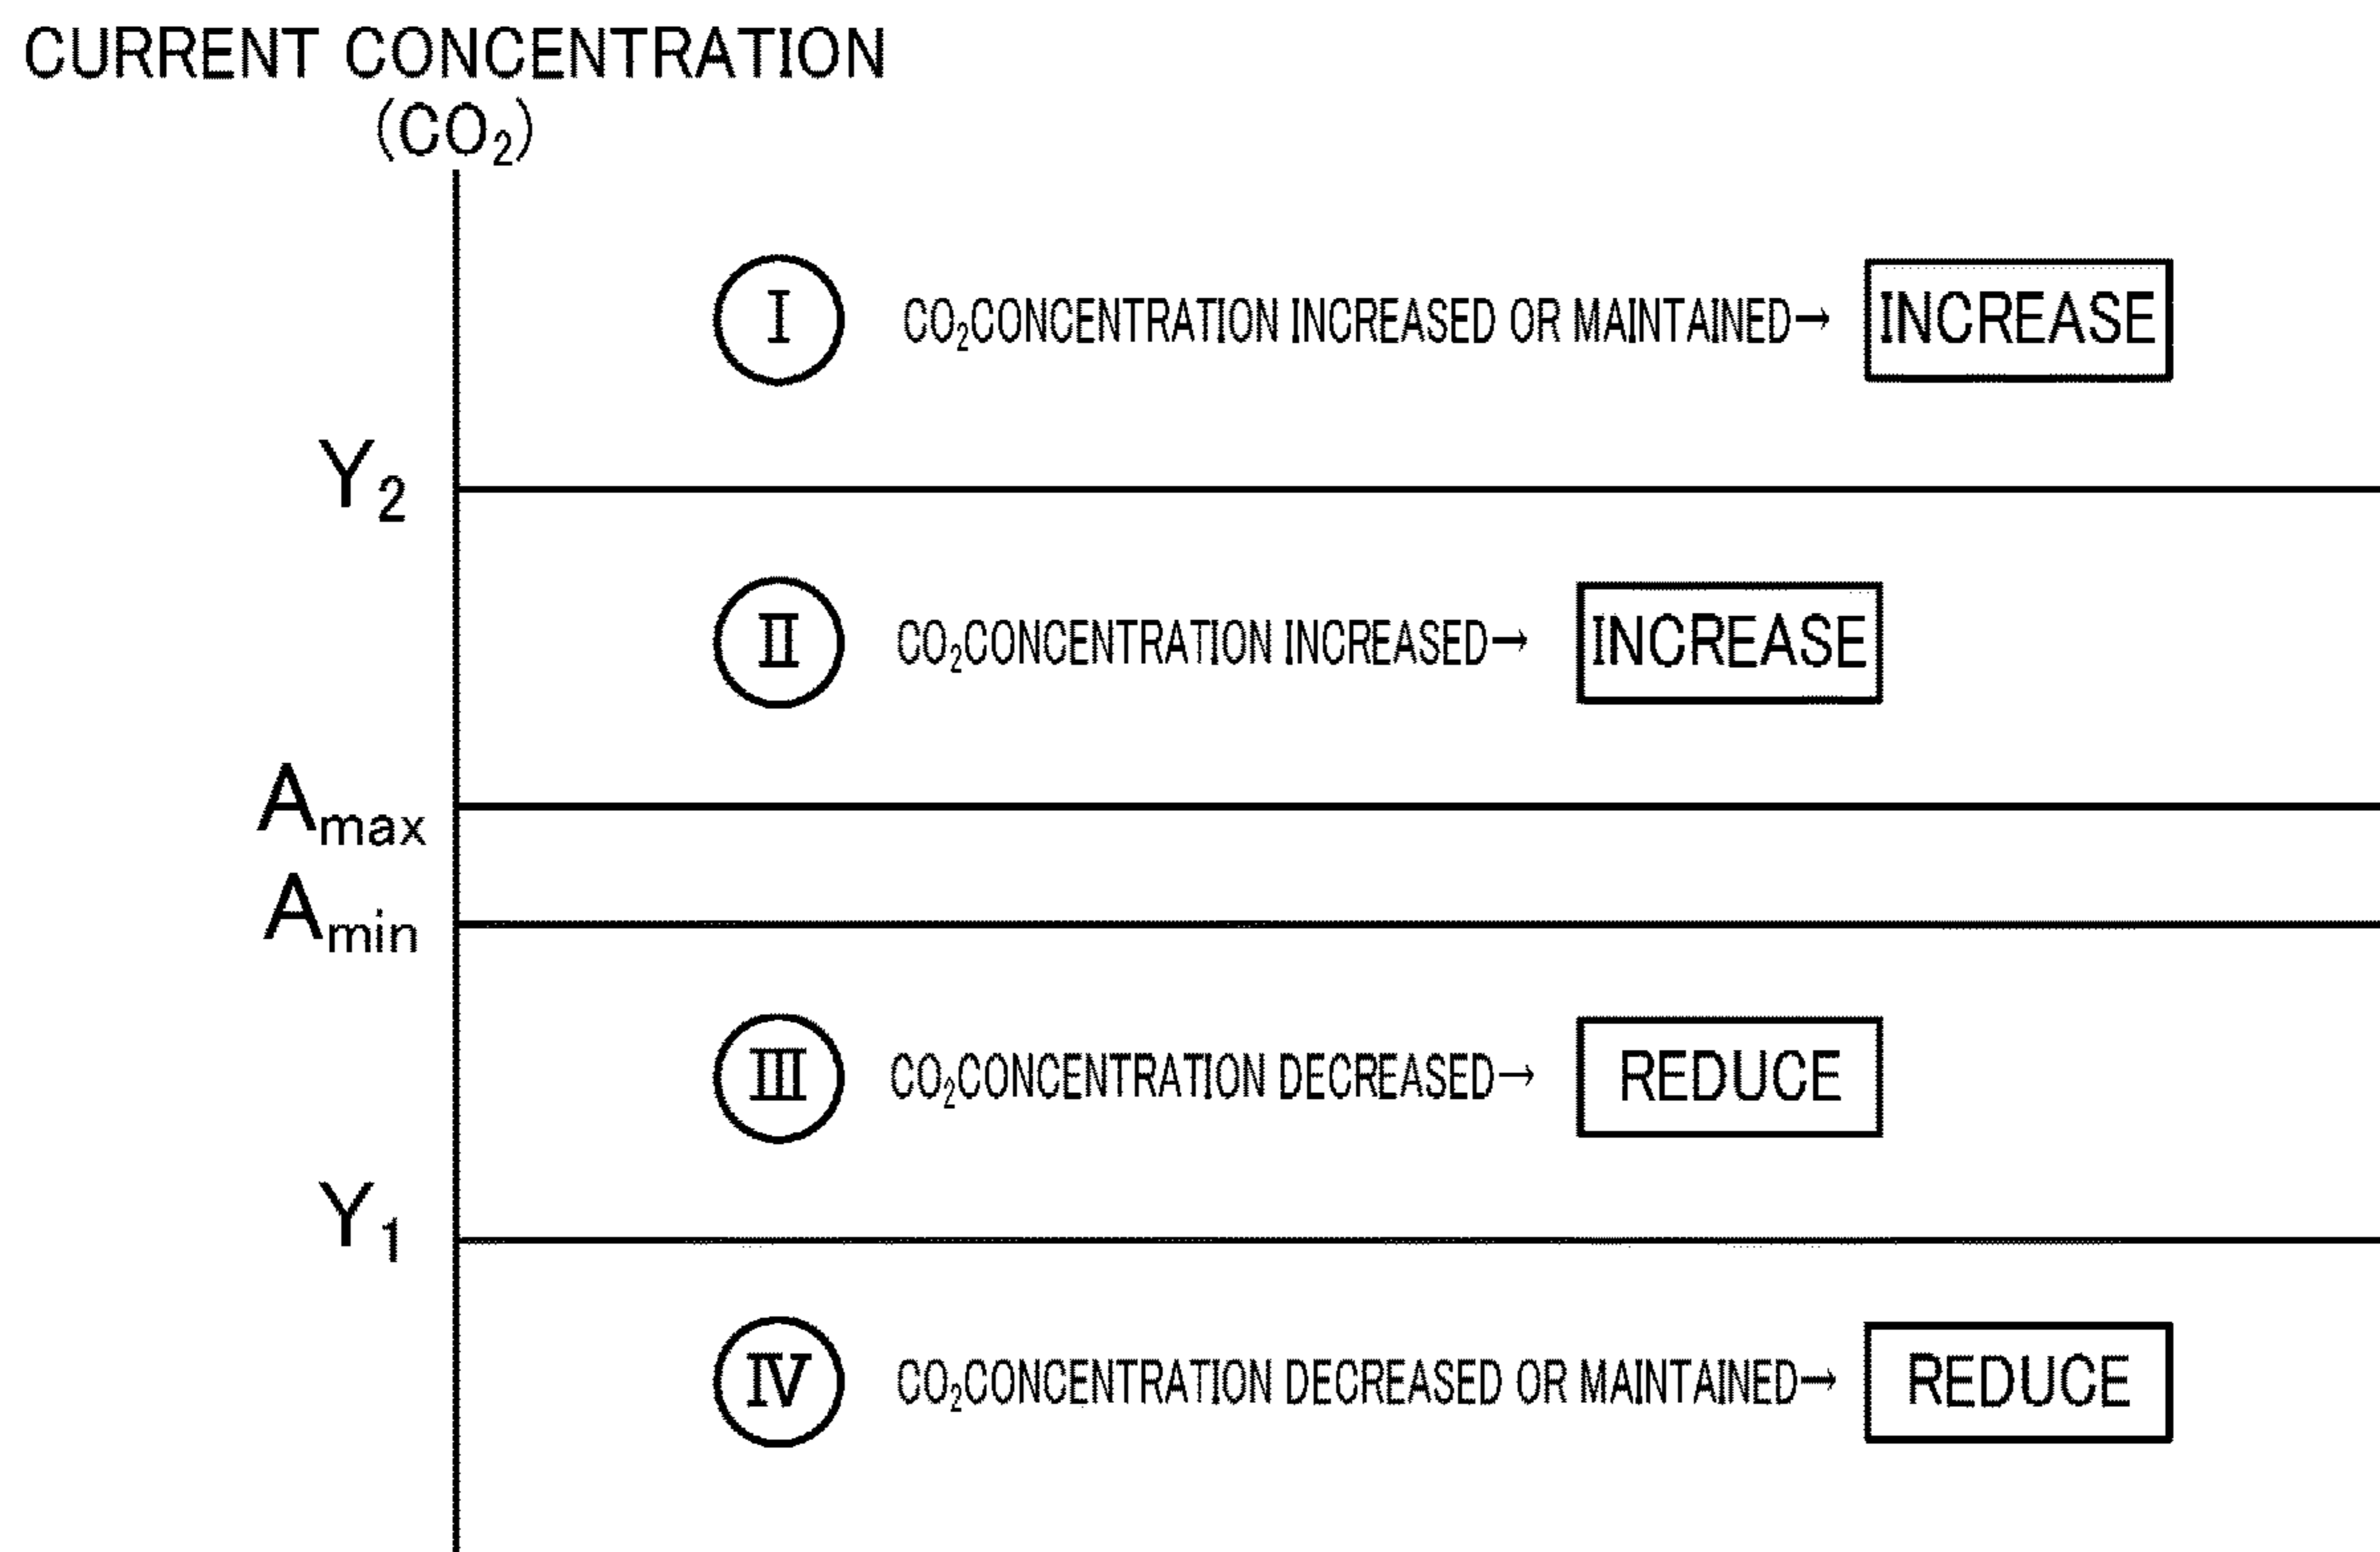 CURRENT CONCENTRATION
(CO₂)
Ⅰ CO₂CONCENTRATION INCREASED OR MAINTAINED→ INCREASE
Y₂
Ⅱ CO₂CONCENTRATION INCREASED→ INCREASE
Amax
Amin
Ⅲ CO₂CONCENTRATION DECREASED→ REDUCE
Y₁
Ⅳ CO₂CONCENTRATION DECREASED OR MAINTAINED→ REDUCE